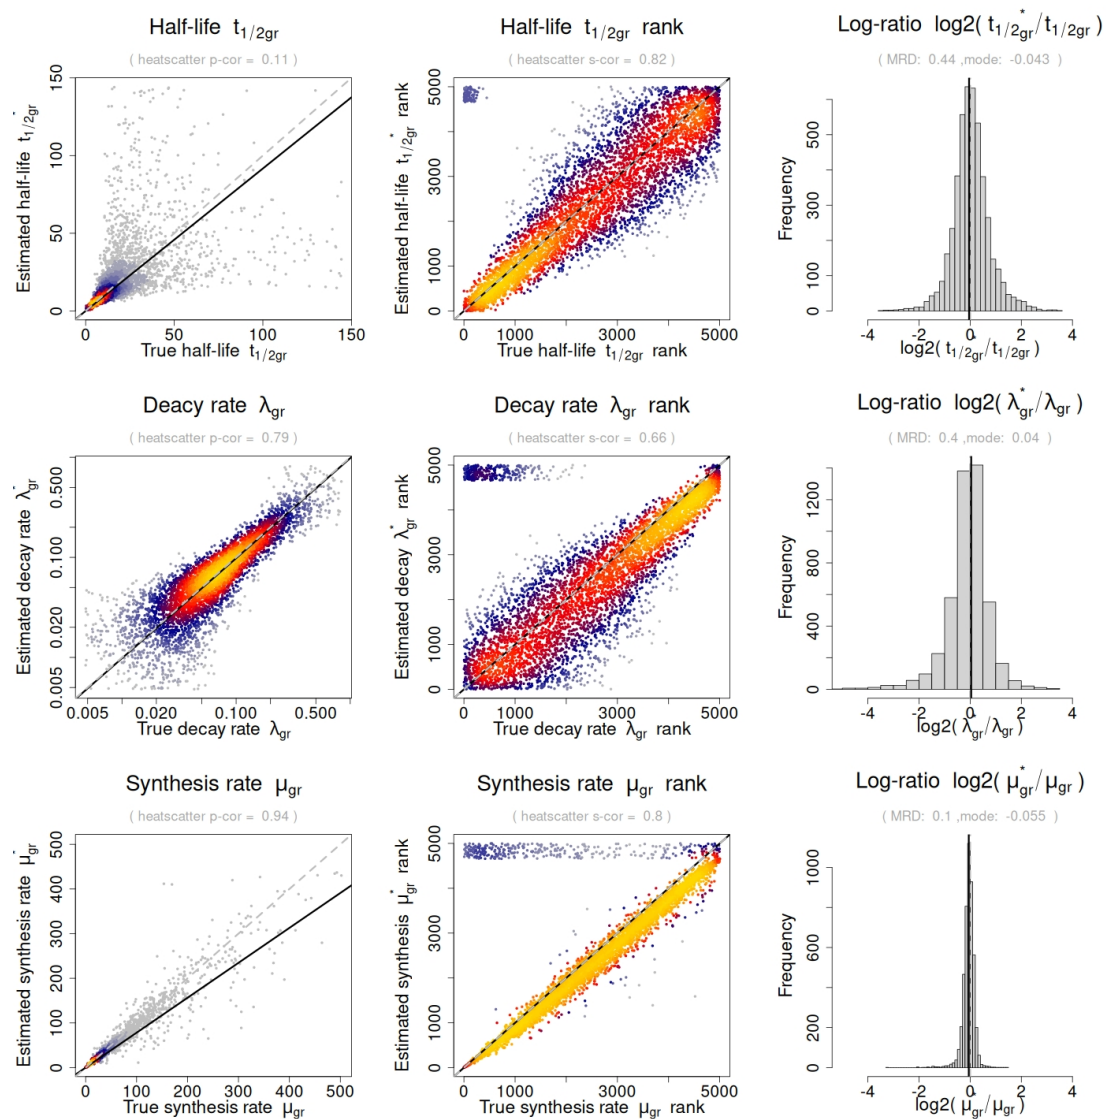 Half-life t1/2gr
( heatscatter p-cor = 0.11 )
Estimated half-life t*1/2gr
0 50 100 150
0 50 100 150
True half-life t1/2gr
Half-life t1/2gr rank
( heatscatter s-cor = 0.82 )
Estimated half-life t*1/2gr rank
0 1000 3000 5000
0 1000 3000 5000
True half-life t1/2gr rank
Log-ratio log2( t*1/2gr/t1/2gr )
( MRD: 0.44 ,mode: -0.043 )
Frequency
0 100 300 500
-4 -2 0 2 4
log2( t1/2gr/t1/2gr )
Deacy rate λgr
( heatscatter p-cor = 0.79 )
Estimated decay rate λ*gr
0.005 0.020 0.100 0.500
0.005 0.020 0.100 0.500
True decay rate λgr
Decay rate λgr rank
( heatscatter s-cor = 0.66 )
Estimated decay λ*gr rank
0 1000 3000 5000
0 1000 3000 5000
True decay rate λgr rank
Log-ratio log2( λ*gr/λgr )
( MRD: 0.4 ,mode: 0.04 )
Frequency
0 400 800 1200
-4 -2 0 2 4
log2( λgr/λgr )
Synthesis rate μgr
( heatscatter p-cor = 0.94 )
Estimated synthesis rate μ*gr
0 100 200 300 400 500
0 100 200 300 400 500
True synthesis rate μgr
Synthesis rate μgr rank
( heatscatter s-cor = 0.8 )
Estimated synthesis μ*gr rank
0 1000 3000 5000
0 1000 3000 5000
True synthesis rate μgr rank
Log-ratio log2( μ*gr/μgr )
( MRD: 0.1 ,mode: -0.055 )
Frequency
0 200 600 1000
-4 -2 0 2 4
log2( μgr/μgr )